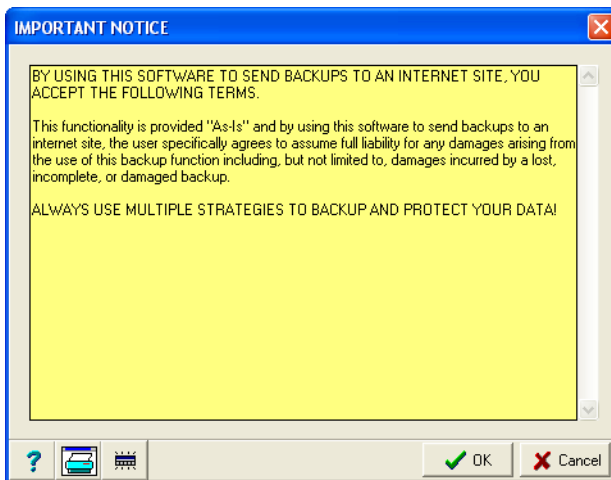 IMPORTANT NOTICE
BY USING THIS SOFTWARE TO SEND BACKUPS TO AN INTERNET SITE, YOU
ACCEPT THE FOLLOWING TERMS.
This functionality is provided "As-Is" and by using this software to send backups to an
internet site, the user specifically agrees to assume full liability for any damages arising from
the use of this backup function including, but not limited to, damages incurred by a lost,
incomplete, or damaged backup.
ALWAYS USE MULTIPLE STRATEGIES TO BACKUP AND PROTECT YOUR DATA!
? OK Cancel